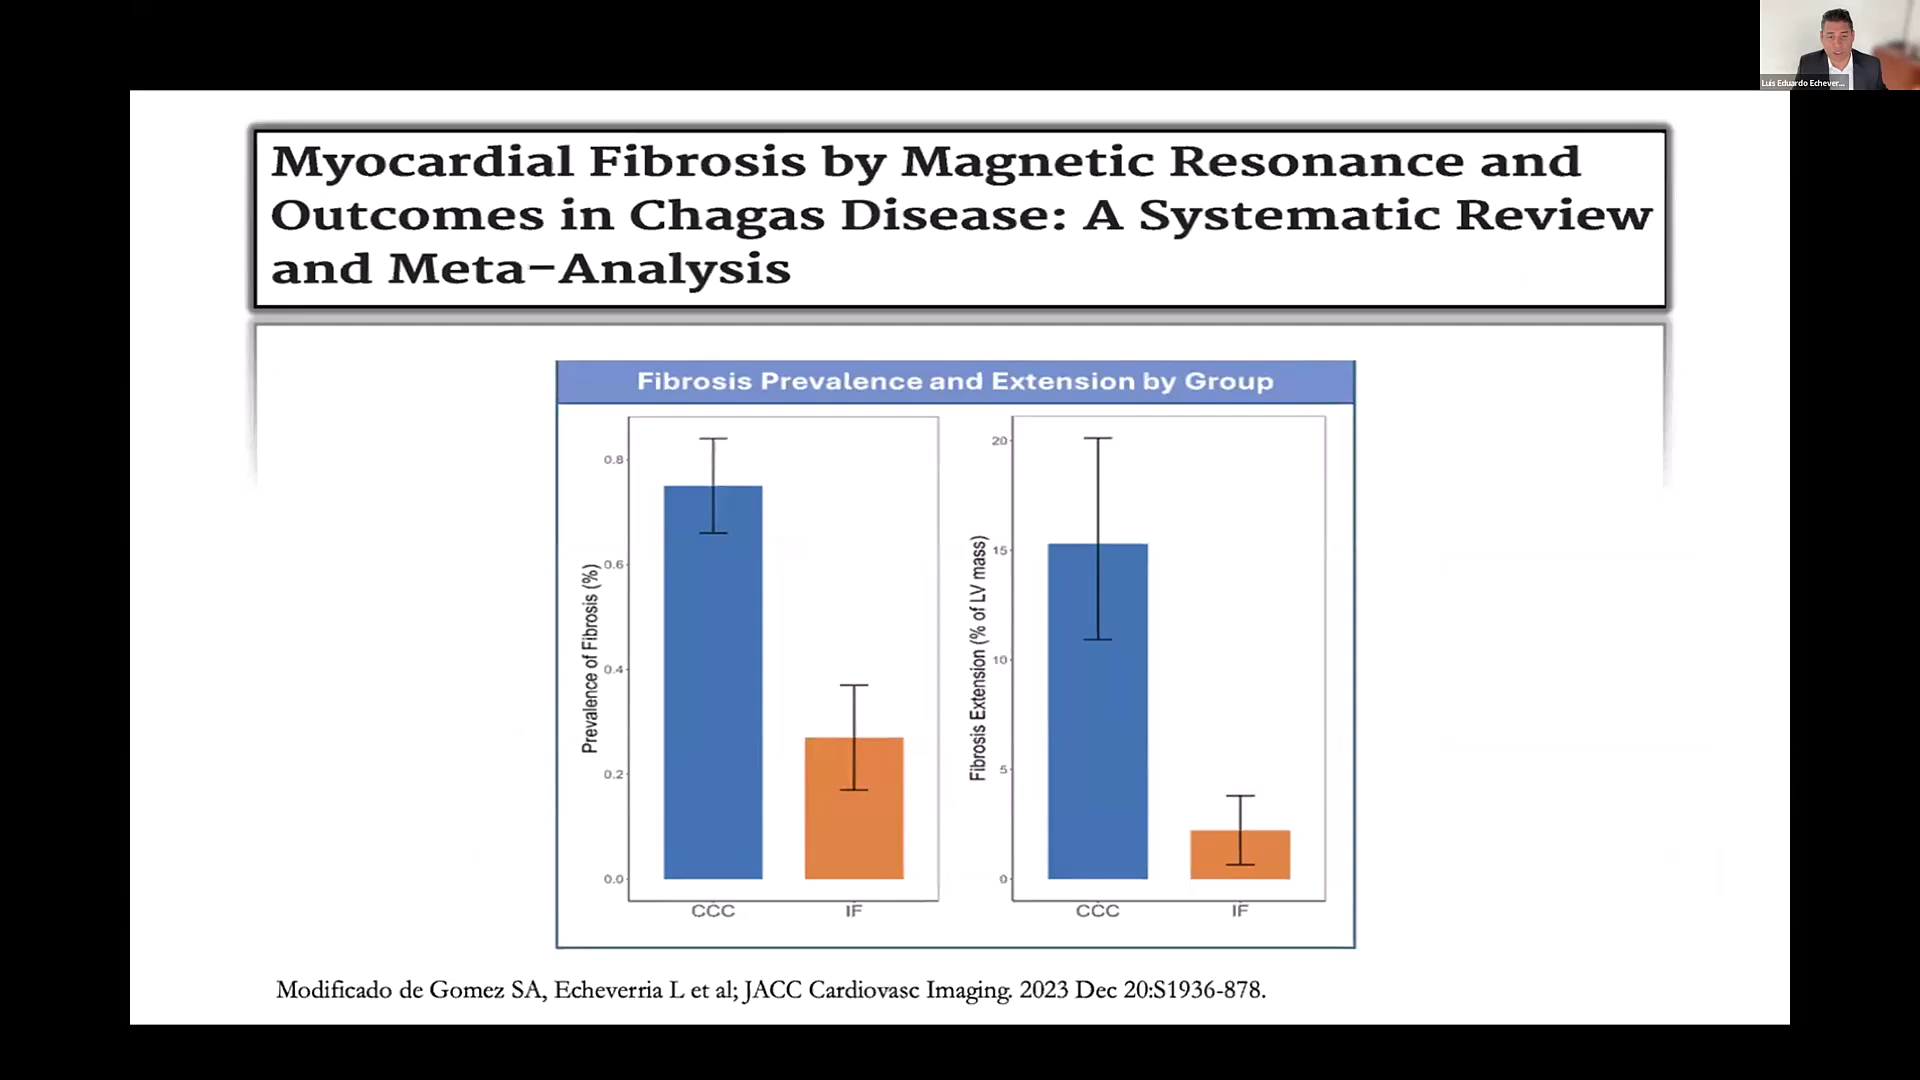 Luis Eduardo Echever...
Myocardial Fibrosis by Magnetic Resonance and
Outcomes in Chagas Disease: A Systematic Review
and Meta-Analysis
Fibrosis Prevalence and Extension by Group
Prevalence of Fibrosis (%)
0.8
0.6
0.4
0.2
0.0
CCC
IF
Fibrosis Extension (% of LV mass)
20
15
10
5
0
CCC
IF
Modificado de Gomez SA, Echeverria L et al; JACC Cardiovasc Imaging. 2023 Dec 20:S1936-878.